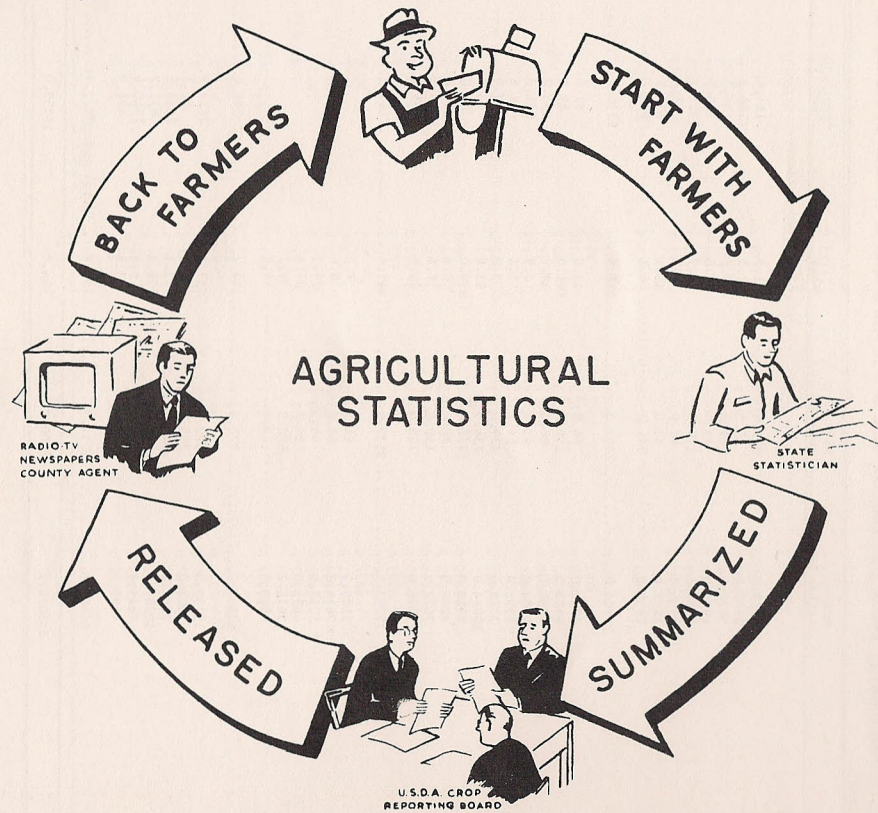 START WITH
FARMERS
STATE
STATISTICIAN
SUMMARIZED
U.S.D.A. CROP
REPORTING BOARD
RELEASED
RADIO-TV
NEWSPAPERS
COUNTY AGENT
BACK TO
FARMERS
AGRICULTURAL
STATISTICS